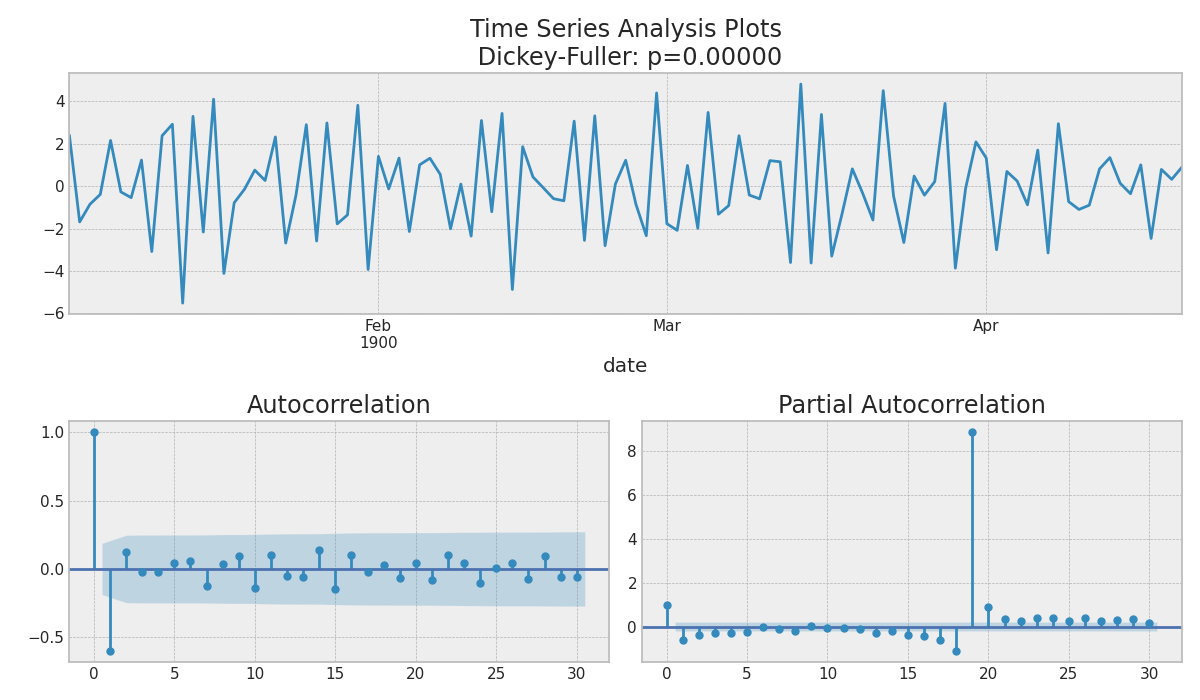 Time Series Analysis Plots
Dickey-Fuller: p=0.00000
4
2
0
−2
−4
−6
Feb
1900
Mar
Apr
date
Autocorrelation
1.0
0.5
0.0
−0.5
0 5 10 15 20 25 30
Partial Autocorrelation
8
6
4
2
0
0 5 10 15 20 25 30